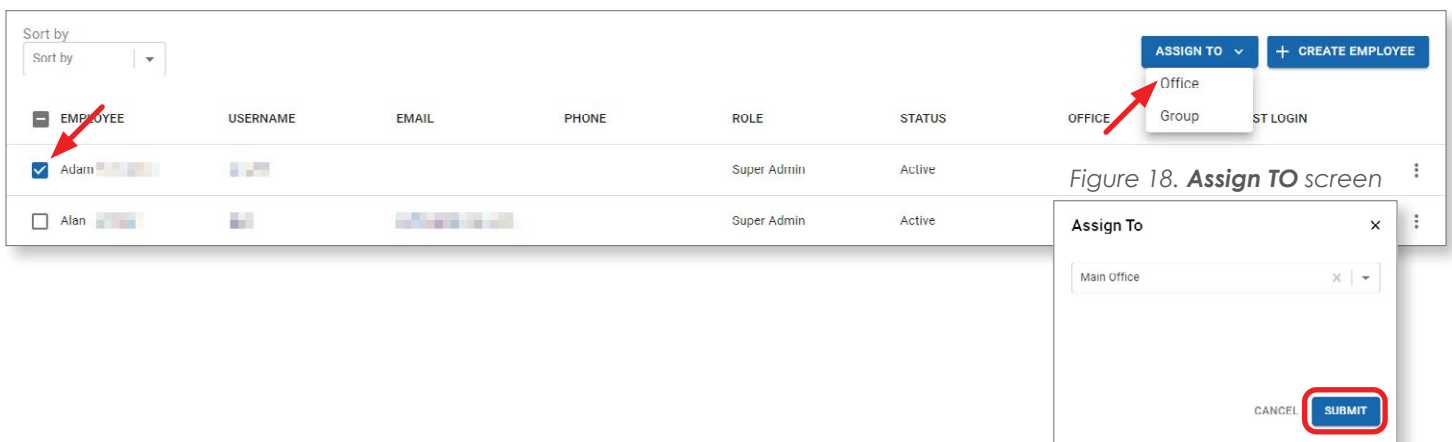 Sort by
Sort by
ASSIGN TO
+ CREATE EMPLOYEE
Office
Group
EMPLOYEE USERNAME EMAIL PHONE ROLE STATUS OFFICE ST LOGIN
Adam Super Admin Active
Figure 18. Assign TO screen
Alan Super Admin Active
Assign To ×
Main Office
CANCEL SUBMIT